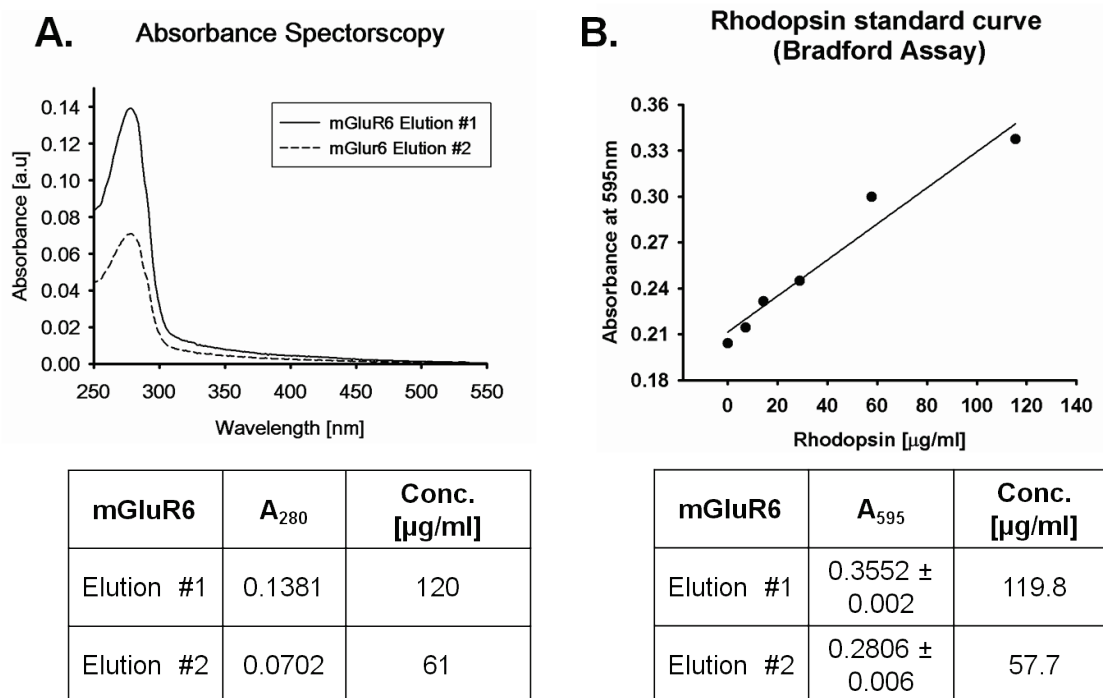 A.
Absorbance Spectorscopy
Absorbance [a.u]
0.14
0.12
0.10
0.08
0.06
0.04
0.02
0.00
mGluR6 Elution #1
mGlur6 Elution #2
250 300 350 400 450 500 550
Wavelength [nm]
mGluR6 A280 Conc. [µg/ml]
Elution #1 0.1381 120
Elution #2 0.0702 61
B.
Rhodopsin standard curve
(Bradford Assay)
Absorbance at 595nm
0.36
0.33
0.30
0.27
0.24
0.21
0.18
0 20 40 60 80 100 120 140
Rhodopsin [µg/ml]
mGluR6 A595 Conc. [µg/ml]
Elution #1 0.3552 ± 0.002 119.8
Elution #2 0.2806 ± 0.006 57.7